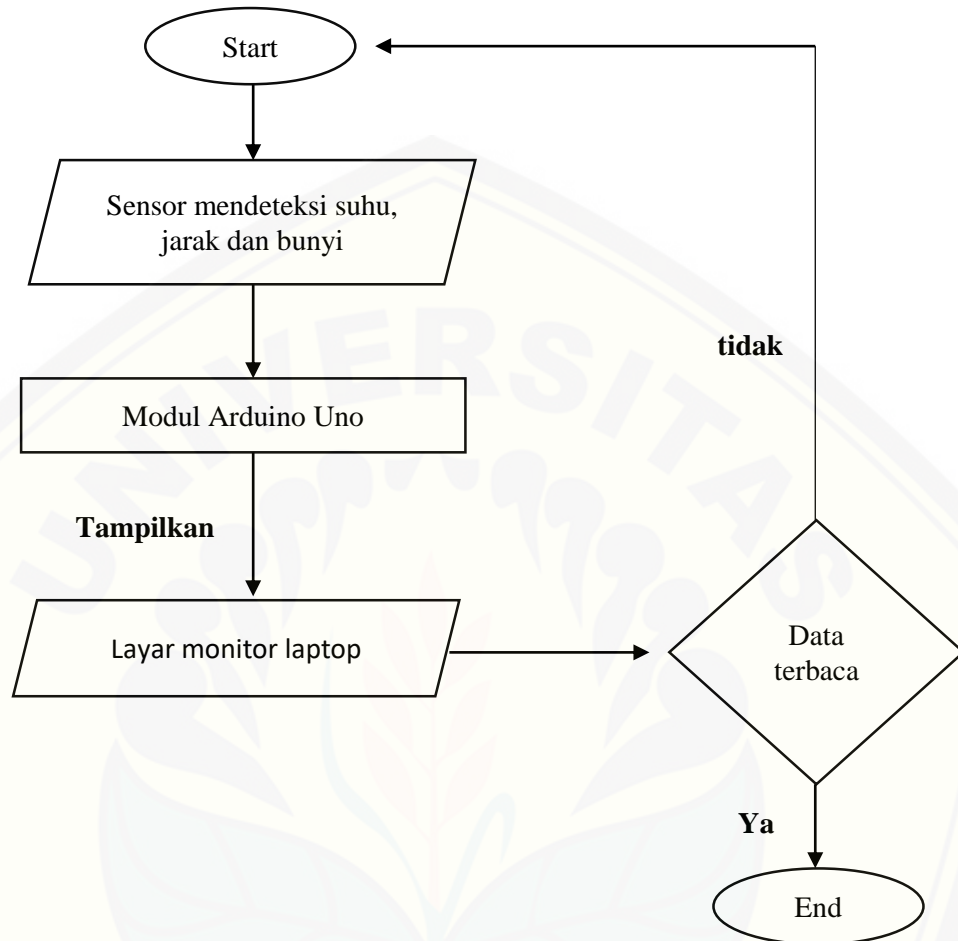 Start
Sensor mendeteksi suhu,
jarak dan bunyi
tidak
Modul Arduino Uno
Tampilkan
Layar monitor laptop
Data
terbaca
Ya
End
UNIVERSITAS